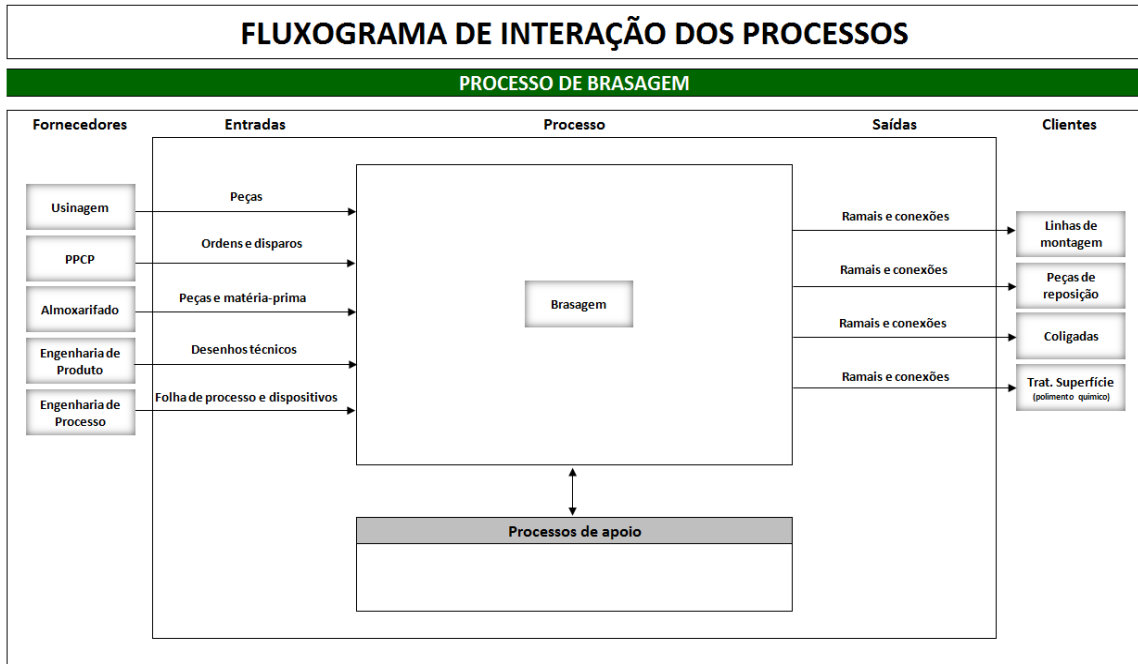 FLUXOGRAMA DE INTERAÇÃO DOS PROCESSOS
PROCESSO DE BRASAGEM
Fornecedores
Entradas
Processo
Saídas
Clientes
Usinagem
PPCP
Almoxarifado
Engenharia de
Produto
Engenharia de
Processo
Peças
Ordens e disparos
Peças e matéria-prima
Desenhos técnicos
Folha de processo e dispositivos
Brasagem
Ramais e conexões
Ramais e conexões
Ramais e conexões
Ramais e conexões
Linhas de
montagem
Peças de
reposição
Coligadas
Trat. Superfície
(polimento quimico)
Processos de apoio